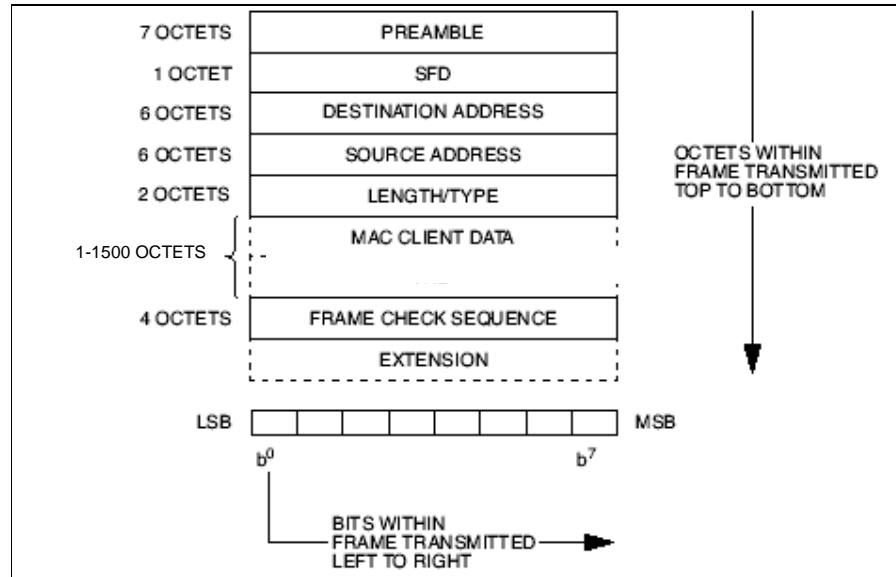 7 OCTETS PREAMBLE
1 OCTET SFD
6 OCTETS DESTINATION ADDRESS
6 OCTETS SOURCE ADDRESS
2 OCTETS LENGTH/TYPE
1-1500 OCTETS MAC CLIENT DATA
4 OCTETS FRAME CHECK SEQUENCE
EXTENSION
OCTETS WITHIN
FRAME TRANSMITTED
TOP TO BOTTOM
LSB MSB
b0 b7
BITS WITHIN
FRAME TRANSMITTED
LEFT TO RIGHT